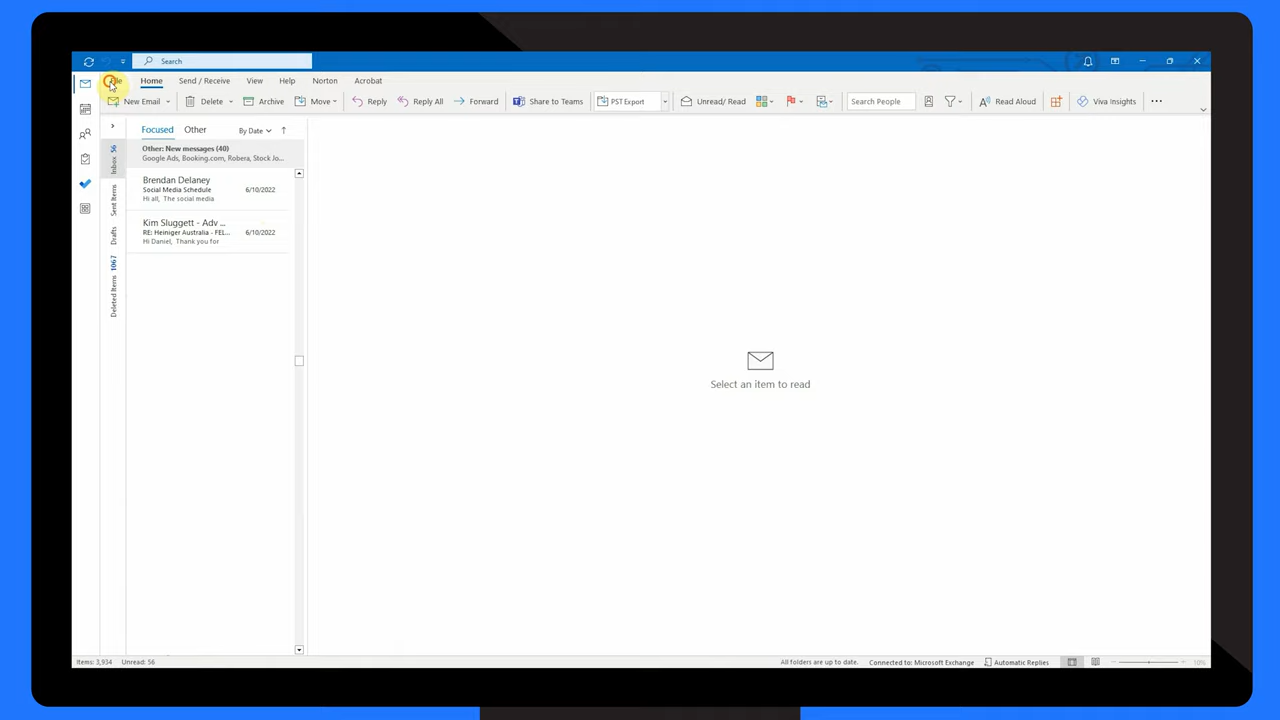 Search
File Home Send / Receive View Help Norton Acrobat
New Email Delete Archive Move Reply Reply All Forward Share to Teams PST Export Unread/ Read Search People Read Aloud Viva Insights
Focused Other By Date
Other: New messages (40)
Google Ads, Booking.com, Robera, Stock Jo...
Brendan Delaney
Social Media Schedule 6/10/2022
Hi all, The social media
Kim Sluggett - Adv ...
RE: Heiniger Australia - FEL... 6/10/2022
Hi Daniel, Thank you for
Inbox 56
Sent Items
Drafts
Deleted Items 1067
Select an item to read
Items: 3,934 Unread: 56 All folders are up to date. Connected to: Microsoft Exchange Automatic Replies 10%